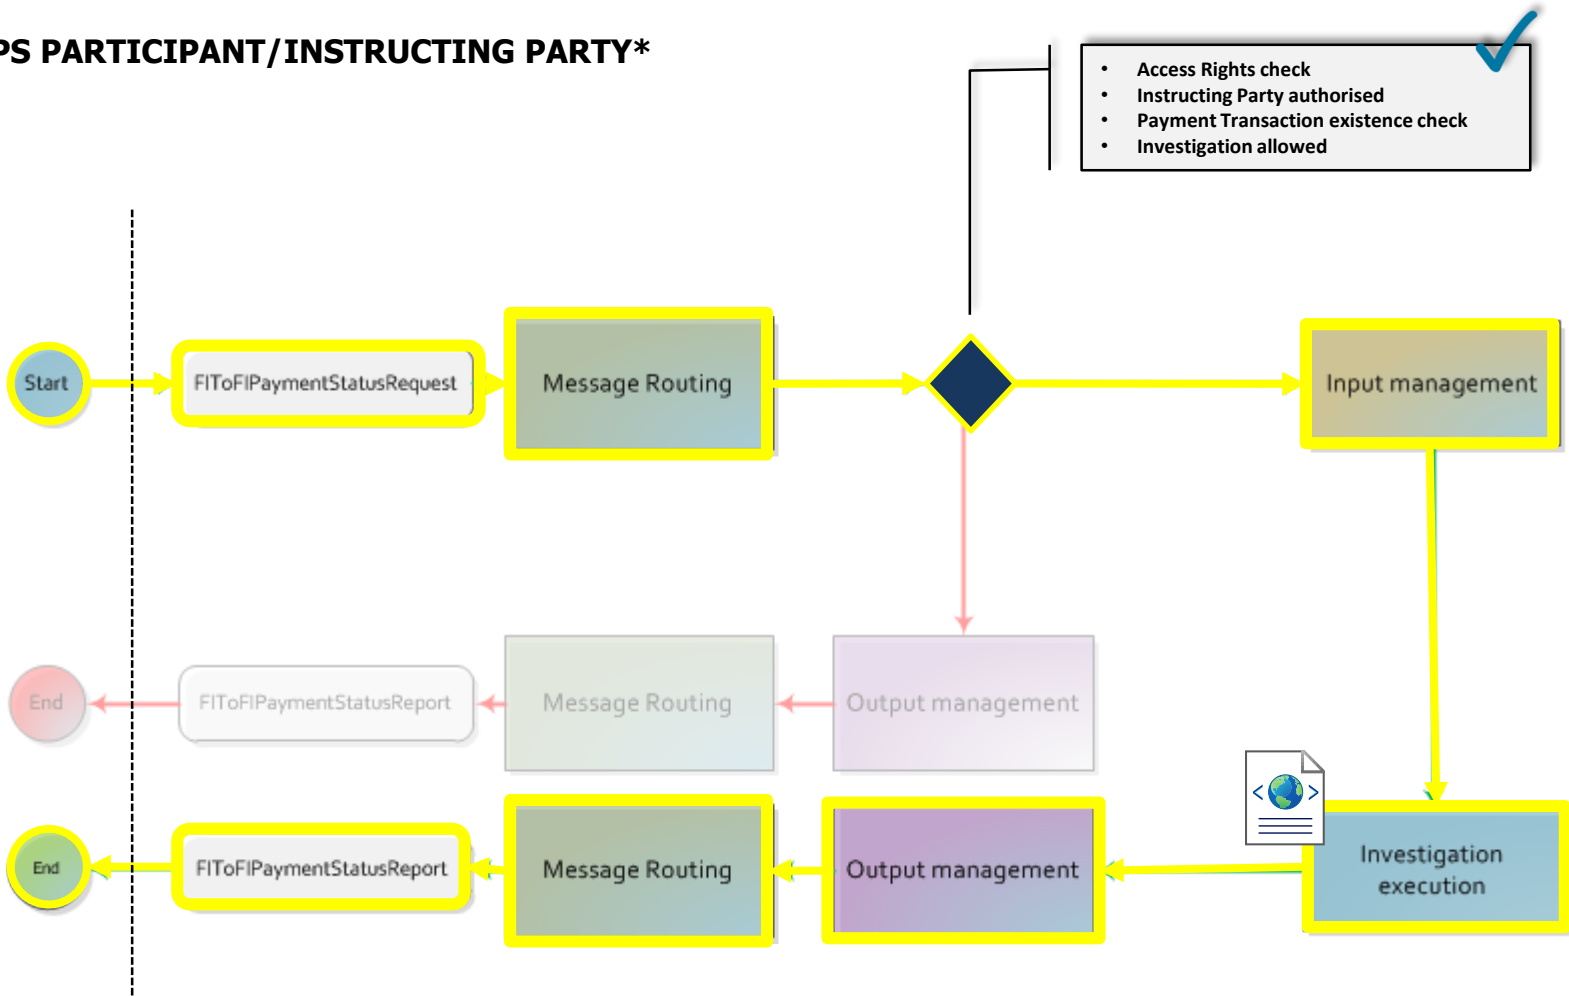 PS PARTICIPANT/INSTRUCTING PARTY*
• Access Rights check
• Instructing Party authorised
• Payment Transaction existence check
• Investigation allowed
Start
FIToFIPaymentStatusRequest
Message Routing
Input management
End
FIToFIPaymentStatusReport
Message Routing
Output management
End
FIToFIPaymentStatusReport
Message Routing
Output management
Investigation
execution